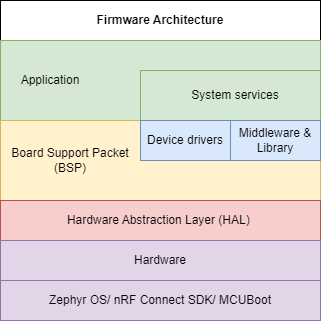 Firmware Architecture
Application
System services
Device drivers
Middleware &
Library
Board Support Packet
(BSP)
Hardware Abstraction Layer (HAL)
Hardware
Zephyr OS/ nRF Connect SDK/ MCUBoot